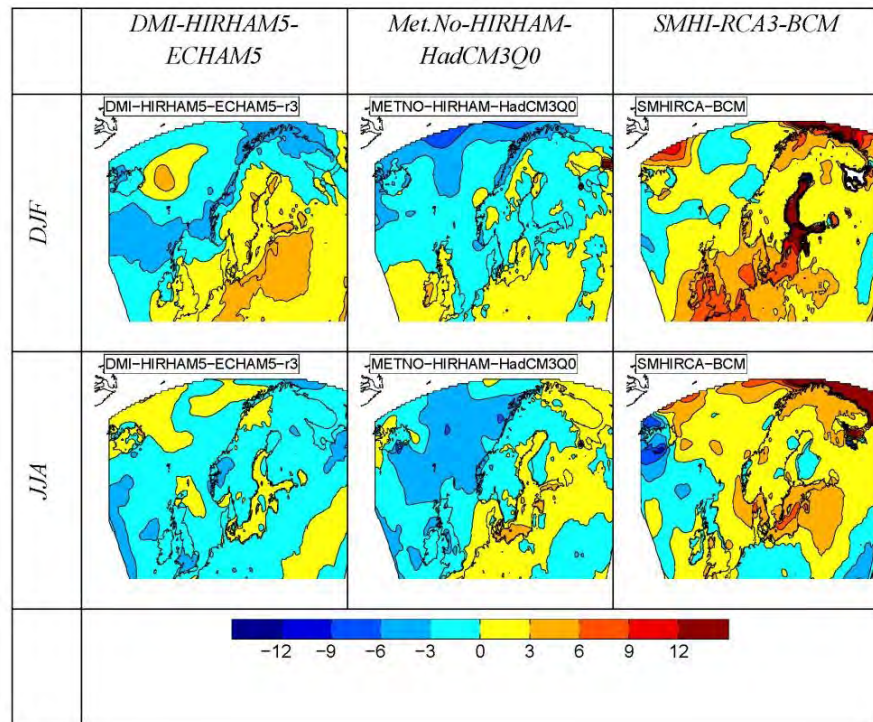 DMI-HIRHAM5-
ECHAM5
Met.No-HIRHAM-
HadCM3Q0
SMHI-RCA3-BCM
DJF
DMI-HIRHAM5-ECHAM5-r3
METNO-HIRHAM-HadCM3Q0
SMHIRCA-BCM
JJA
DMI-HIRHAM5-ECHAM5-r3
METNO-HIRHAM-HadCM3Q0
SMHIRCA-BCM
−12 −9 −6 −3 0 3 6 9 12